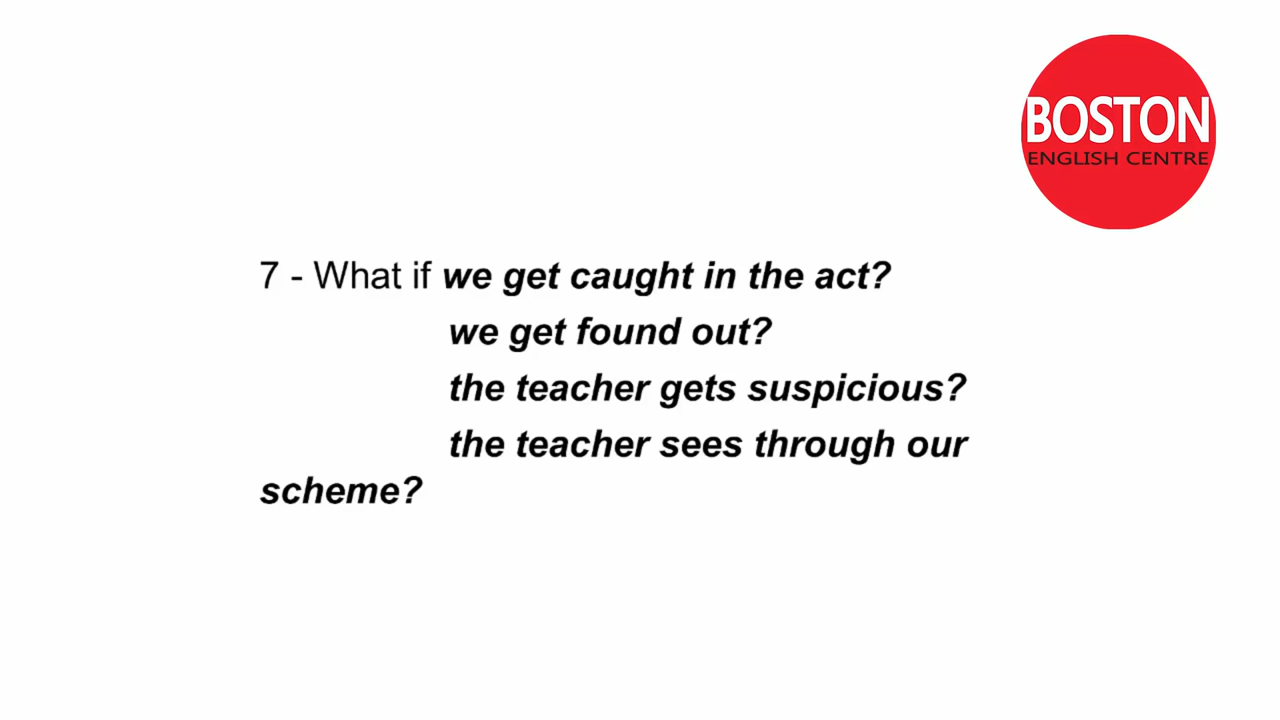 BOSTON
ENGLISH CENTRE
7 - What if we get caught in the act?
we get found out?
the teacher gets suspicious?
the teacher sees through our
scheme?